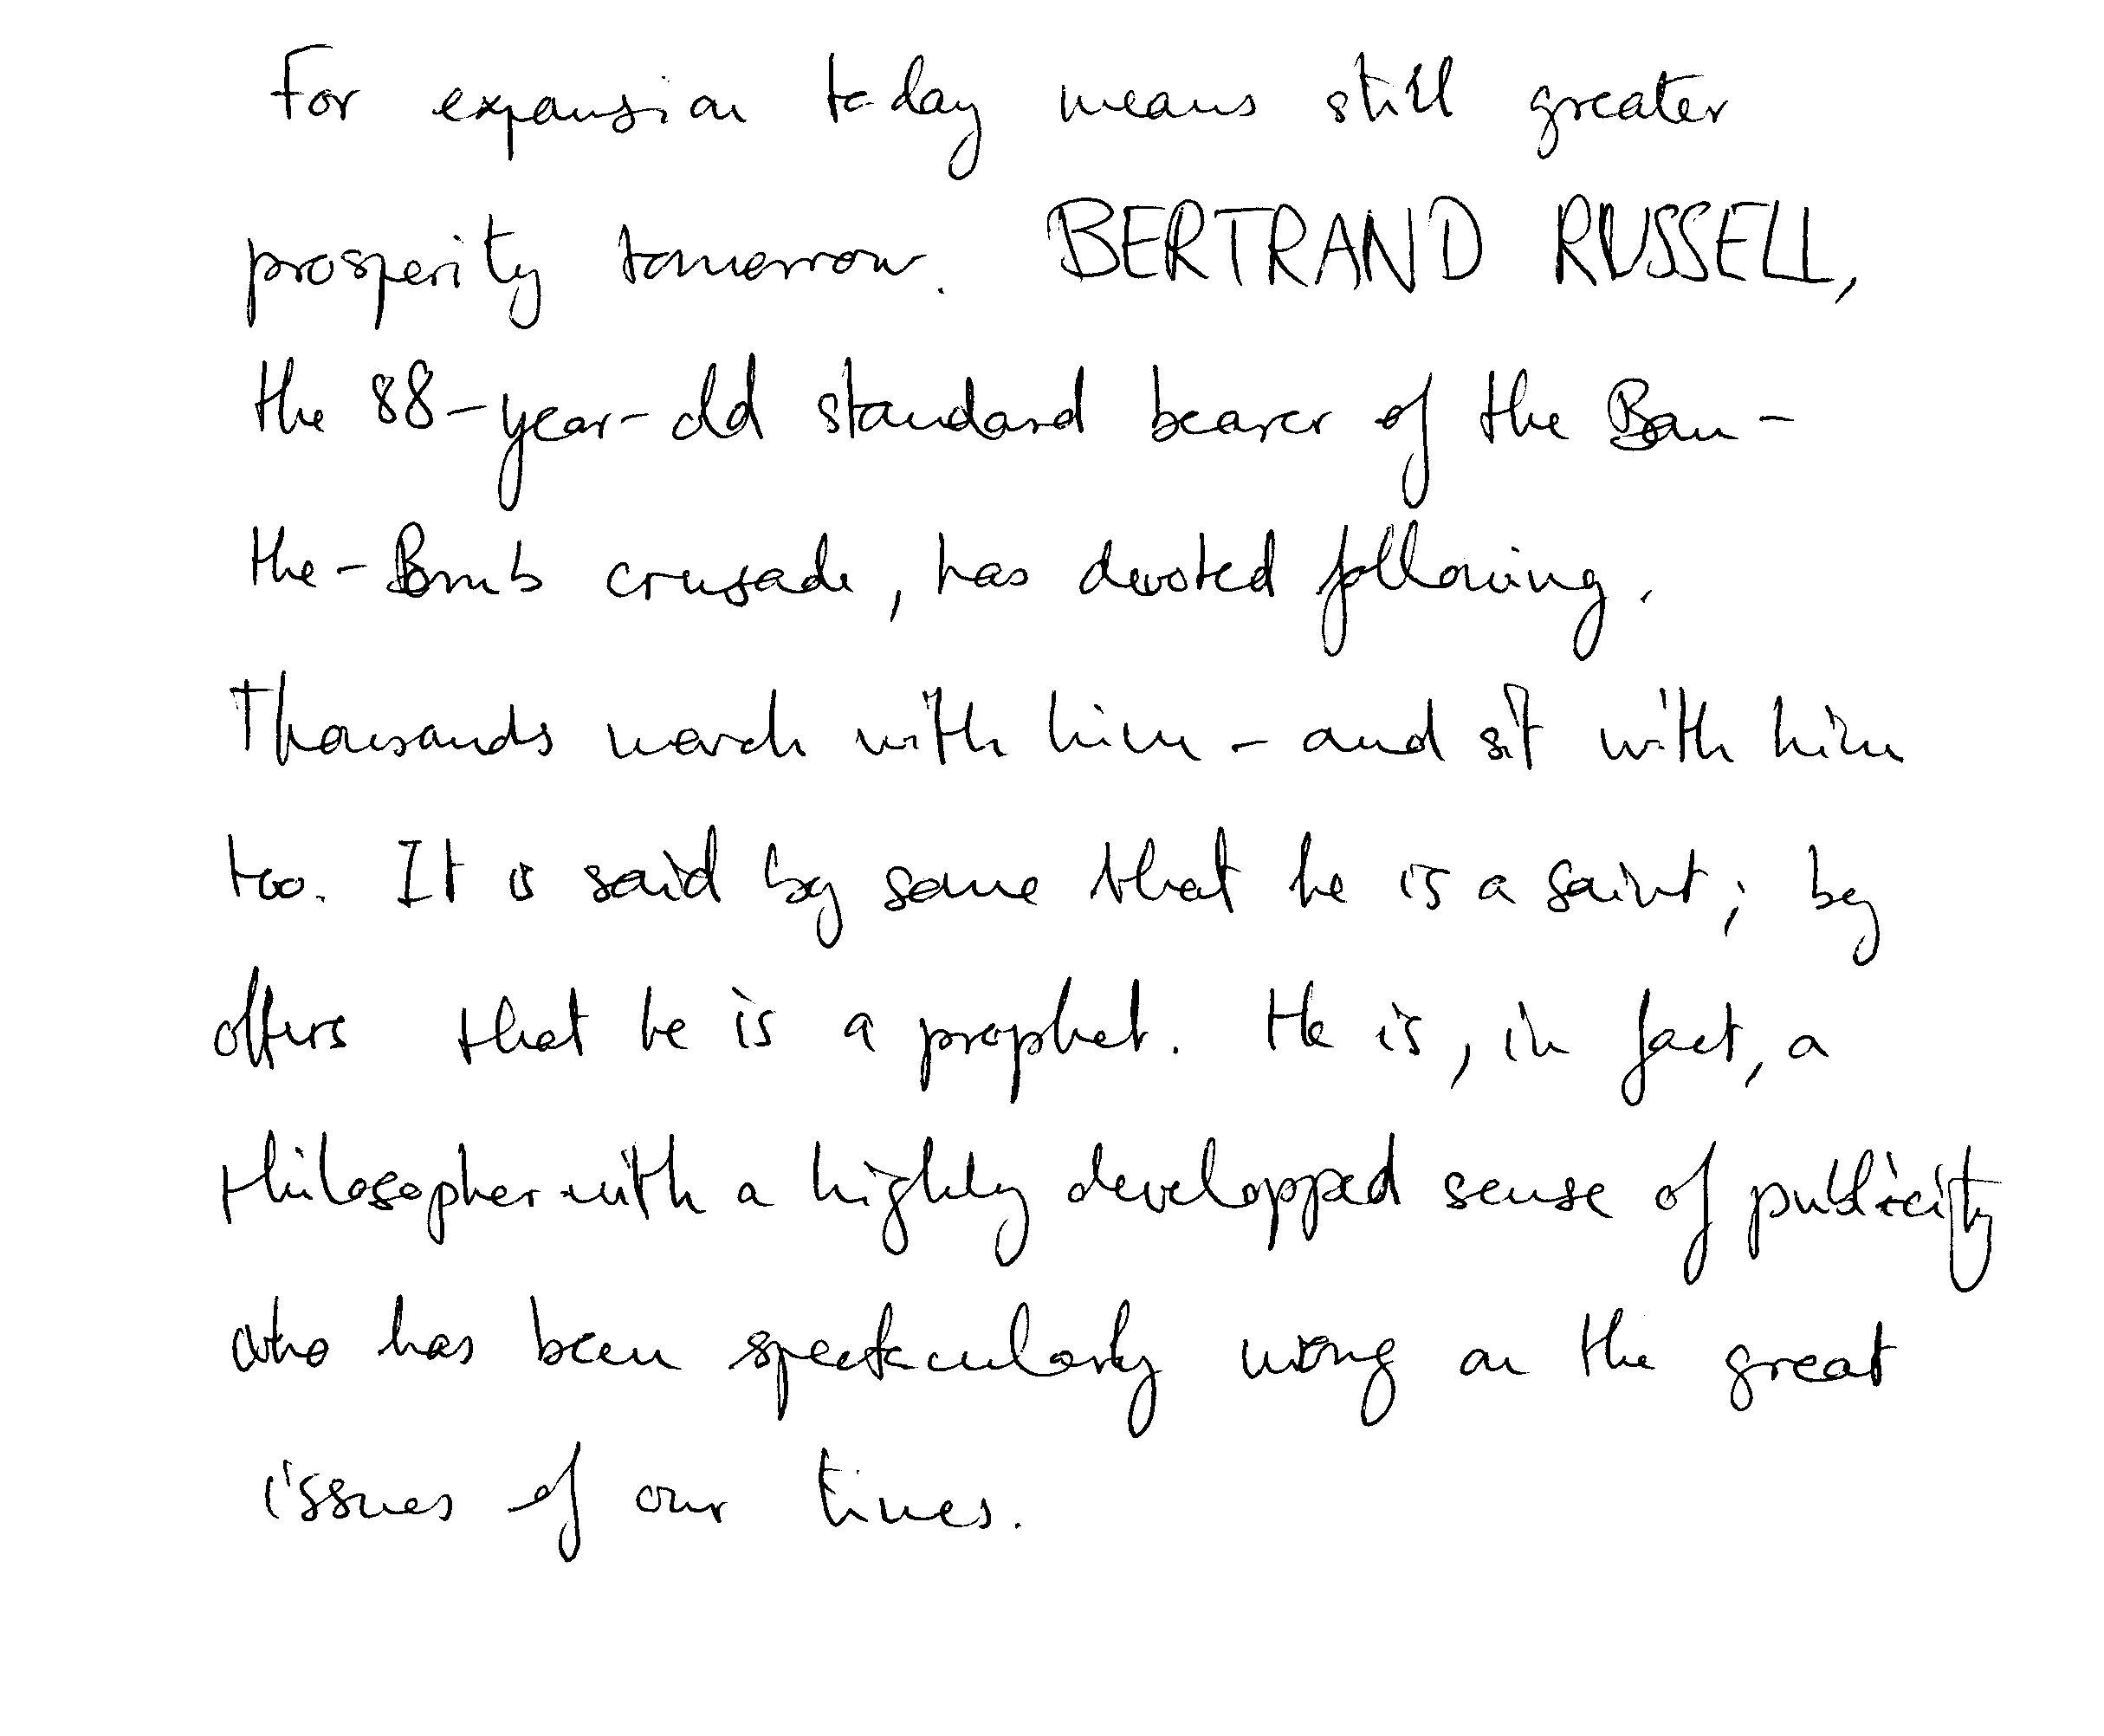 For expansion today means still greater
prosperity tomorrow. BERTRAND RUSSELL,
the 88-year-old standard bearer of the Ban-
the-Bomb crusade, has devoted following.
Thousands march with him - and sit with him
too. It is said by some that he is a saint; by
others that he is a prophet. He is, in fact, a
philosopher with a highly developped sense of publicity
who has been spectacularly wrong on the great
issues of our times.